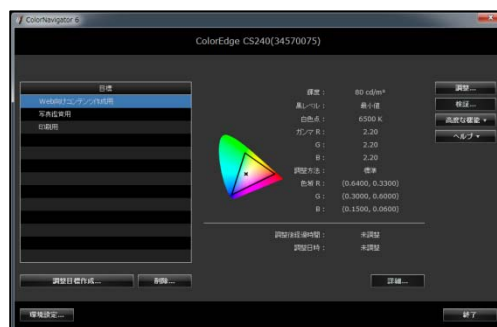 ColorNavigator 6
ColorEdge CS240(34570075)
目標
Web向けコンテンツ作成用
写真鑑賞用
印刷用
輝度： 80 cd/m²
黒レベル： 最小値
白色点： 6500 K
ガンマ R： 2.20
G： 2.20
B： 2.20
調整方法： 標準
色域 R： (0.6400, 0.3300)
G： (0.3000, 0.6000)
B： (0.1500, 0.0600)
調整後経過時間： 未調整
調整日時： 未調整
調整...
検証...
高度な機能
ヘルプ
調整目標作成...
削除...
詳細...
環境設定...
終了